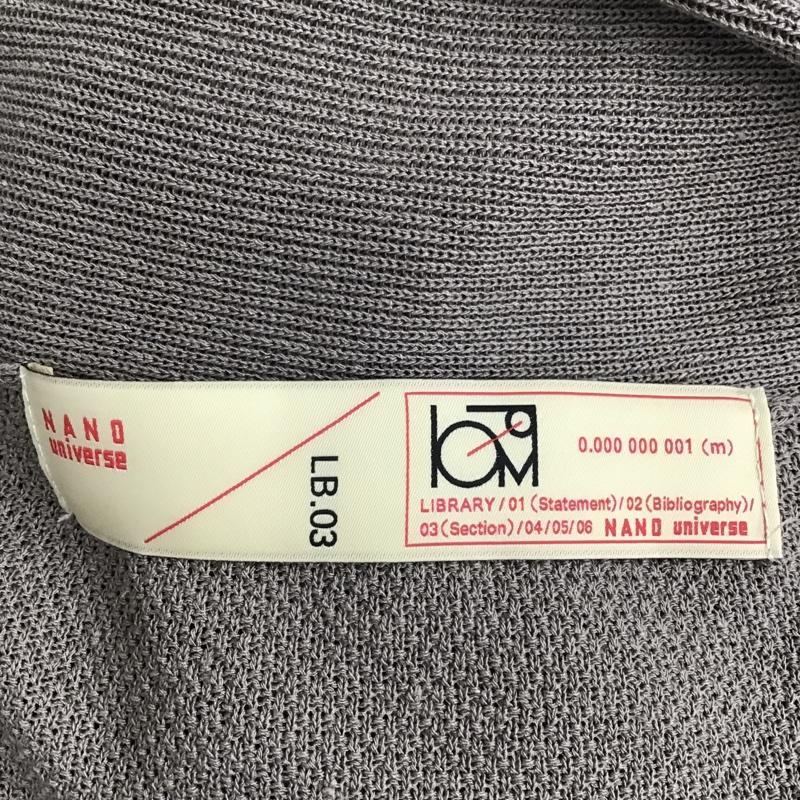 NANO
universe
LB.03
0.000 000 001 (m)
LIBRARY/01 (Statement)/02 (Bibliography)/
03 (Section)/04/05/06 NANO universe